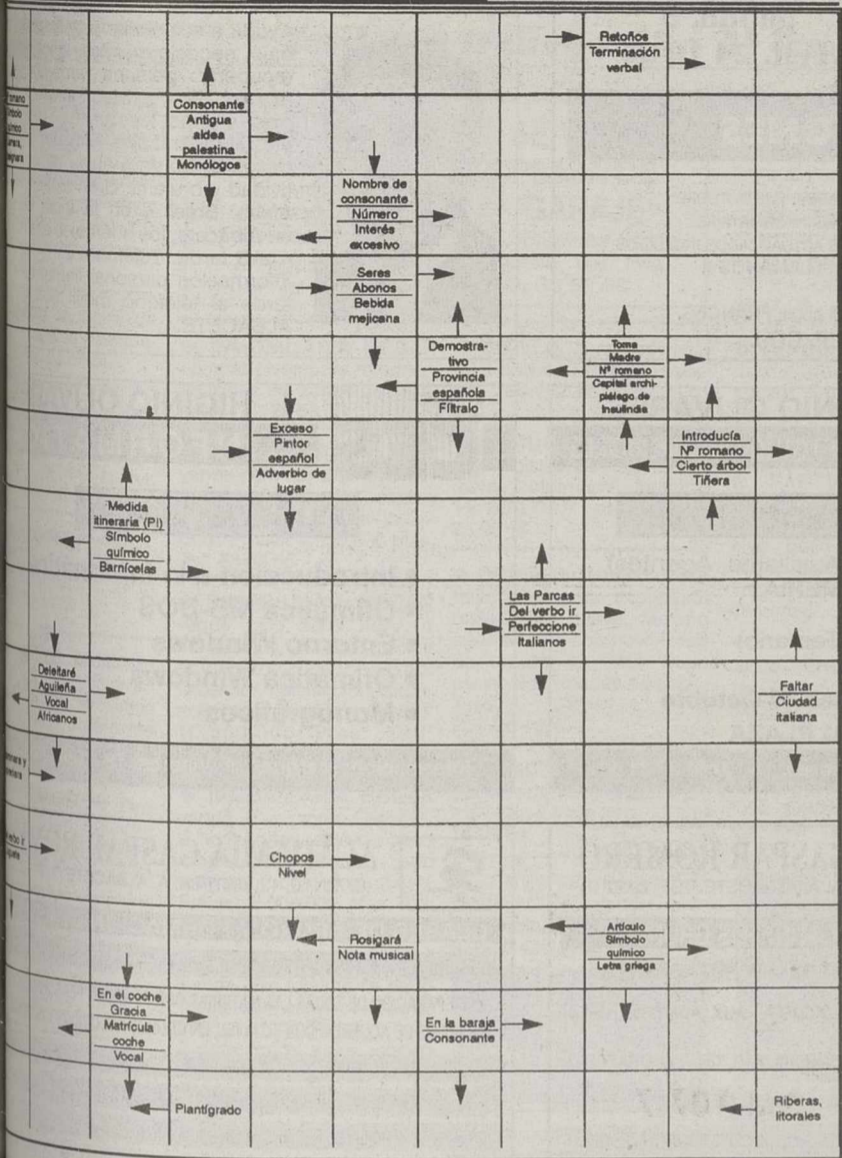 Retoños
Terminación
verbal
Consonante
Antigua
aldea
palestina
Monólogos
Nombre de
consonante
Número
Interés
excesivo
Seres
Abonos
Bebida
mejicana
Demostra-
tivo
Provincia
española
Fíltralo
Toma
Madre
Nº romano
Capital archi-
piélago de
Insulindia
Exceso
Pintor
español
Adverbio de
lugar
Introducía
Nº romano
Cierto árbol
Tiñera
Medida
itineraria (Pl)
Símbolo
químico
Barnícelas
Las Parcas
Del verbo ir
Perfeccione
Italianos
Deleitaré
Aguileña
Vocal
Africanos
Faltar
Ciudad
italiana
Chopos
Nivel
Rosigará
Nota musical
Artículo
Símbolo
químico
Letra griega
En el coche
Gracia
Matrícula
coche
Vocal
En la baraja
Consonante
Plantígrado
Riberas,
litorales